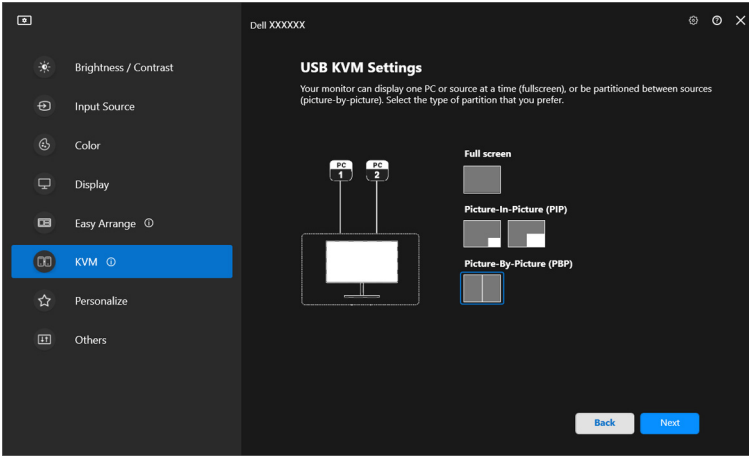 Dell XXXXXX
Brightness / Contrast
Input Source
Color
Display
Easy Arrange
KVM
Personalize
Others
USB KVM Settings
Your monitor can display one PC or source at a time (fullscreen), or be partitioned between sources
(picture-by-picture). Select the type of partition that you prefer.
PC
1
PC
2
Full screen
Picture-In-Picture (PIP)
Picture-By-Picture (PBP)
Back
Next